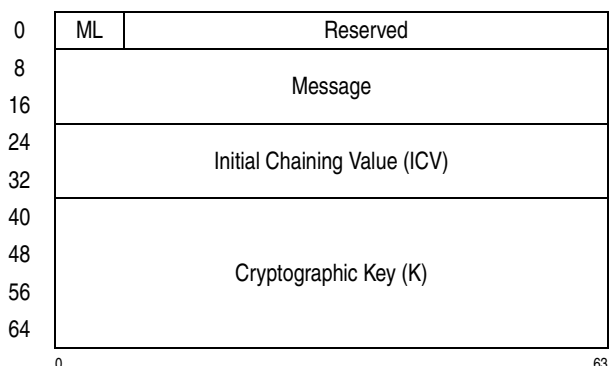 0 ML Reserved
8
Message
16
24
Initial Chaining Value (ICV)
32
40
48
Cryptographic Key (K)
56
64
0 63